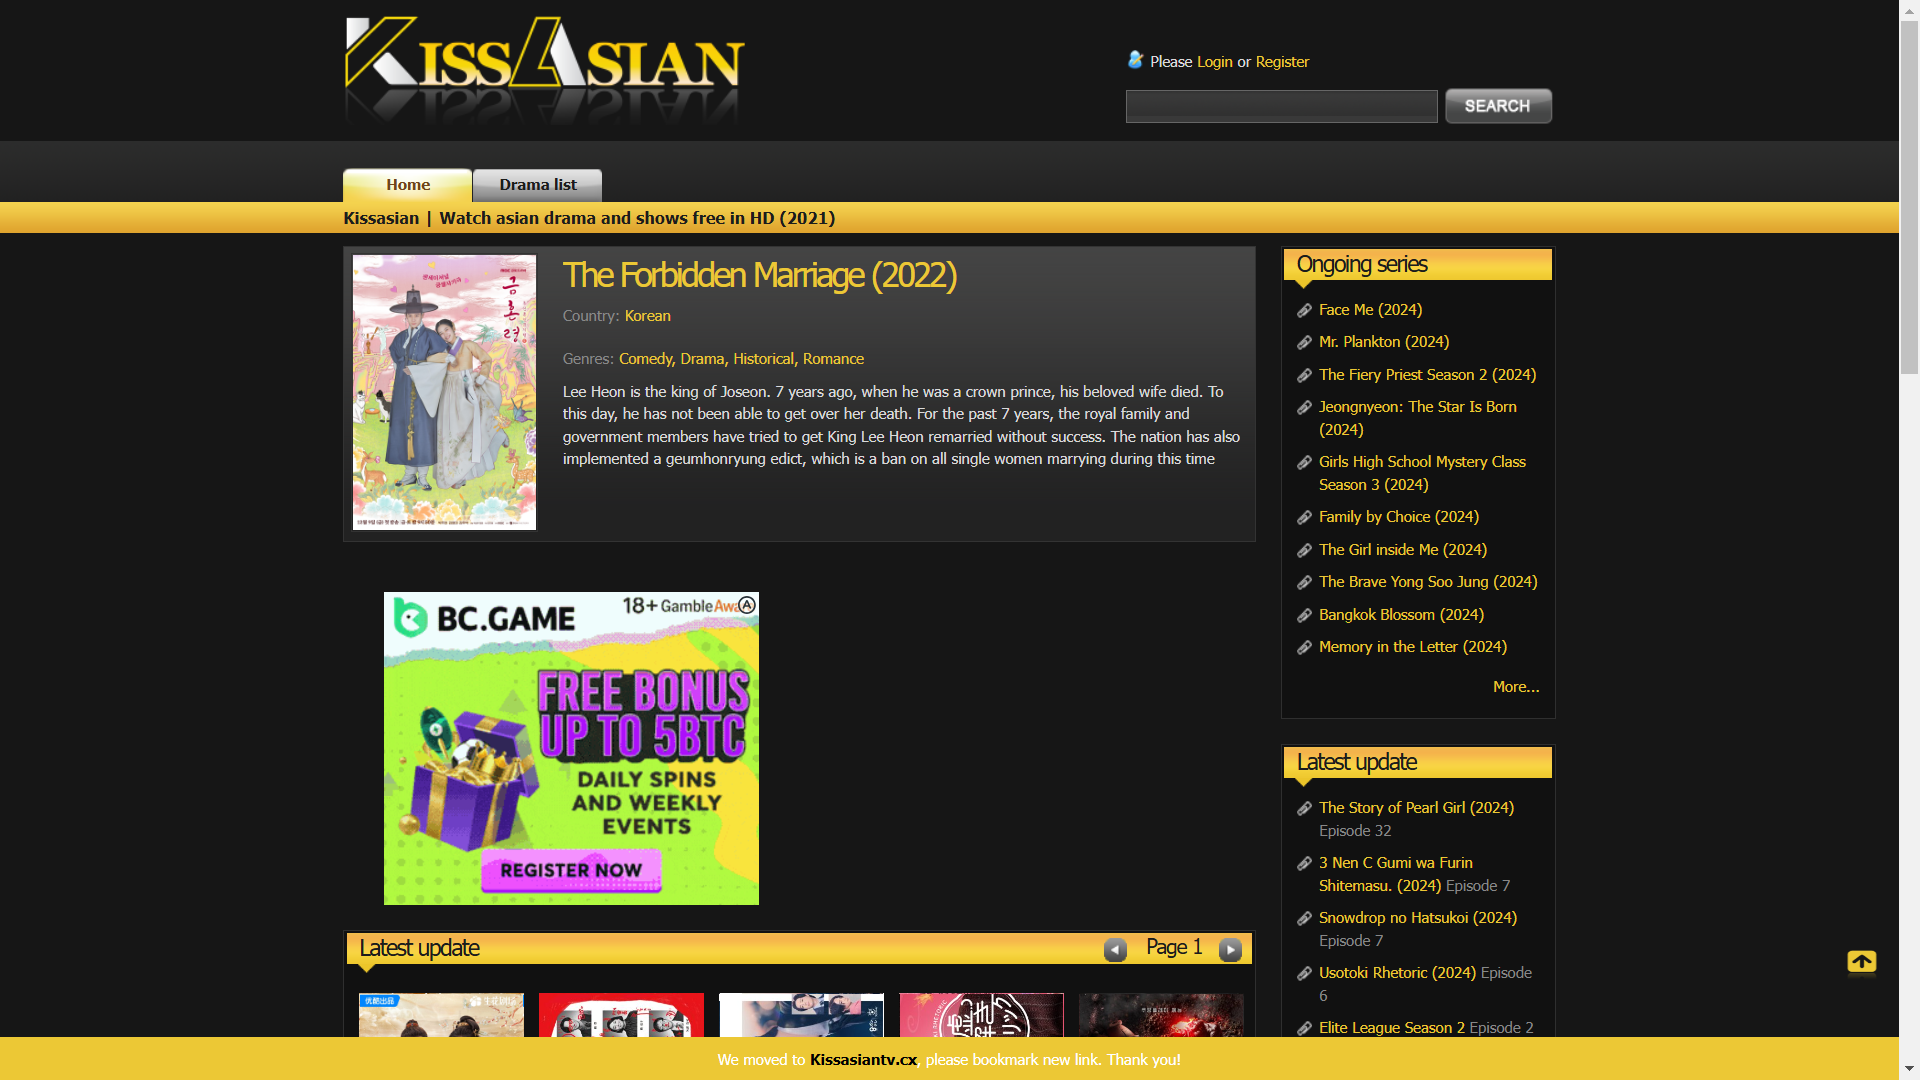 KISSASIAN
Please Login or Register
SEARCH
Home
Drama list
Kissasian | Watch asian drama and shows free in HD (2021)
The Forbidden Marriage (2022)
Country: Korean
Genres: Comedy, Drama, Historical, Romance
Lee Heon is the king of Joseon. 7 years ago, when he was a crown prince, his beloved wife died. To
this day, he has not been able to get over her death. For the past 7 years, the royal family and
government members have tried to get King Lee Heon remarried without success. The nation has also
implemented a geumhonryung edict, which is a ban on all single women marrying during this time
금
혼
령
BC.GAME
18+ GambleAwa
FREE BONUS
UP TO 5BTC
DAILY SPINS
AND WEEKLY
EVENTS
REGISTER NOW
Latest update
Page 1
优酷出品
Ongoing series
Face Me (2024)
Mr. Plankton (2024)
The Fiery Priest Season 2 (2024)
Jeongnyeon: The Star Is Born
(2024)
Girls High School Mystery Class
Season 3 (2024)
Family by Choice (2024)
The Girl inside Me (2024)
The Brave Yong Soo Jung (2024)
Bangkok Blossom (2024)
Memory in the Letter (2024)
More...
Latest update
The Story of Pearl Girl (2024)
Episode 32
3 Nen C Gumi wa Furin
Shitemasu. (2024) Episode 7
Snowdrop no Hatsukoi (2024)
Episode 7
Usotoki Rhetoric (2024) Episode
6
Elite League Season 2 Episode 2
We moved to Kissasiantv.cx, please bookmark new link. Thank you!